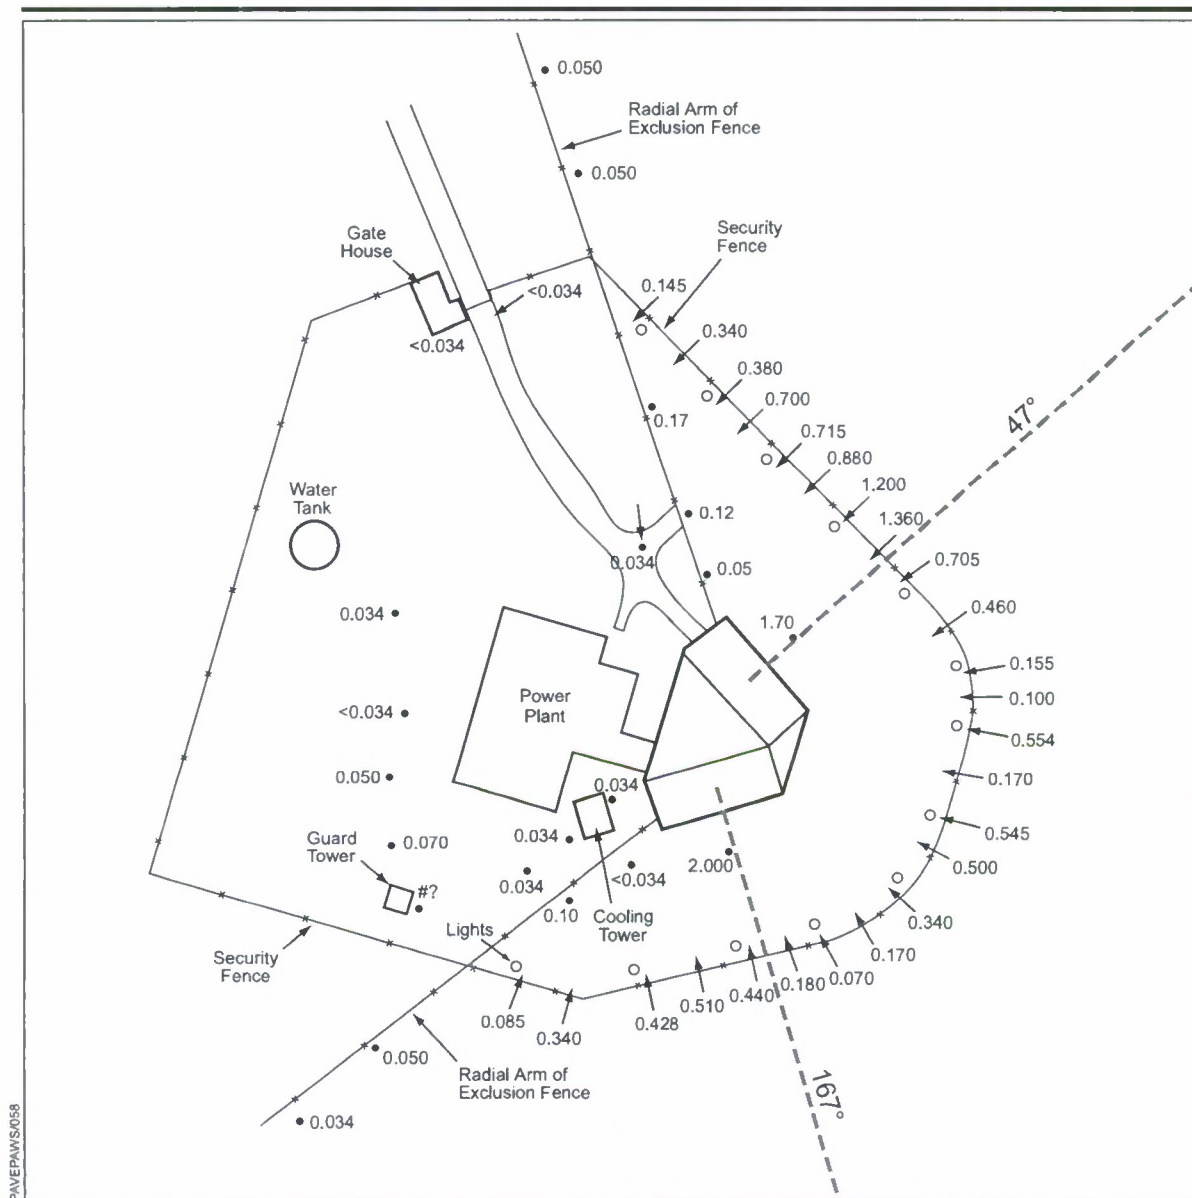 0.050
Radial Arm of
Exclusion Fence
0.050
Gate
House
Security
Fence
<0.034
0.145
<0.034
0.340
0.380
0.700
0.17
0.715
0.880
Water
Tank
1.200
0.12
1.360
47°
0.034
0.05
0.705
0.034
1.70
0.460
0.155
<0.034
Power
Plant
0.100
0.554
0.050
0.034
0.170
Guard
Tower
0.070
0.034
0.545
2.000
0.500
#?
0.034
<0.034
0.10
Cooling
Tower
0.340
Lights
Security
Fence
0.170
0.085
0.340
0.428
0.510
0.440
0.180
0.070
0.050
Radial Arm of
Exclusion Fence
0.034
167°
PAVEPAWS/058